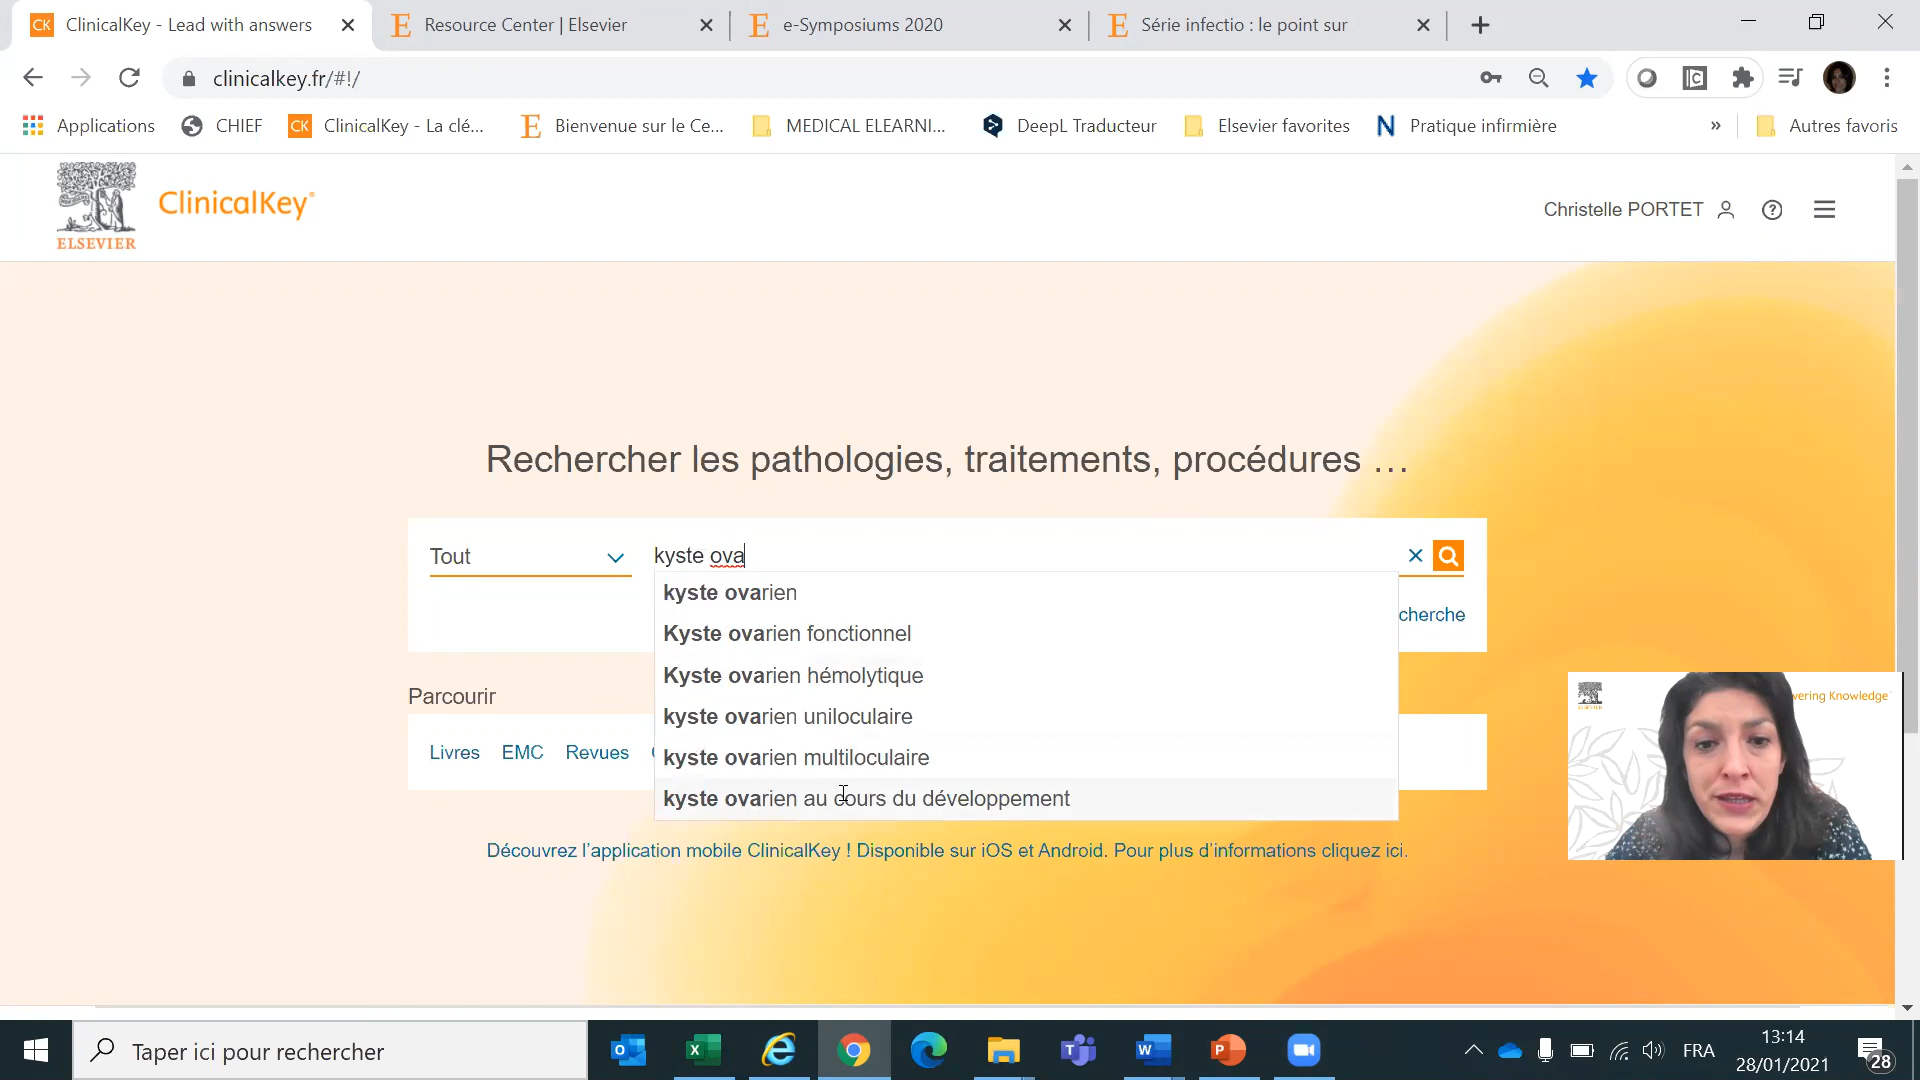 CK ClinicalKey - Lead with answers
E Resource Center | Elsevier
E e-Symposiums 2020
E Série infectio : le point sur
clinicalkey.fr/#!/
Applications
CHIEF
CK ClinicalKey - La clé...
E Bienvenue sur le Ce...
MEDICAL ELEARNI...
DeepL Traducteur
Elsevier favorites
N Pratique infirmière
»
Autres favoris
ELSEVIER
ClinicalKey®
Christelle PORTET
Rechercher les pathologies, traitements, procédures ...
Tout
kyste ova
kyste ovarien
Kyste ovarien fonctionnel
Kyste ovarien hémolytique
kyste ovarien uniloculaire
kyste ovarien multiloculaire
kyste ovarien au cours du développement
cherche
Parcourir
Livres EMC Revues
Découvrez l'application mobile ClinicalKey ! Disponible sur iOS et Android. Pour plus d'informations cliquez ici.
vering Knowledge
Taper ici pour rechercher
FRA
13:14
28/01/2021
28